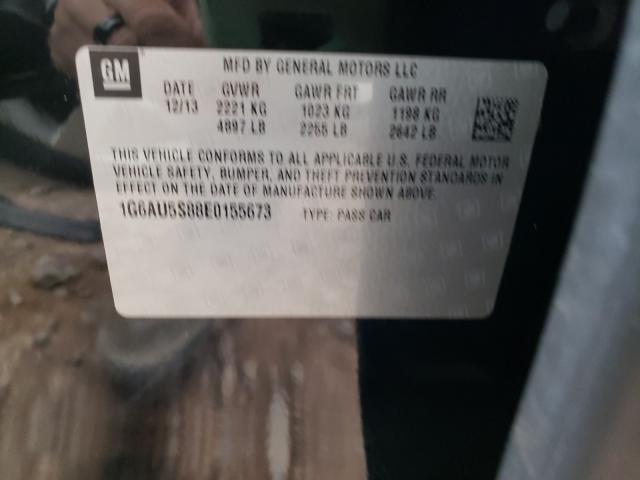 GM
MFD BY GENERAL MOTORS LLC
DATE GVWR GAWR FRT GAWR RR
12/13 2221 KG 1023 KG 1198 KG
4897 LB 2255 LB 2642 LB
THIS VEHICLE CONFORMS TO ALL APPLICABLE U.S. FEDERAL MOTOR
VEHICLE SAFETY, BUMPER, AND THEFT PREVENTION STANDARDS IN
EFFECT ON THE DATE OF MANUFACTURE SHOWN ABOVE.
1G6AU5S88E0155673 TYPE: PASS CAR